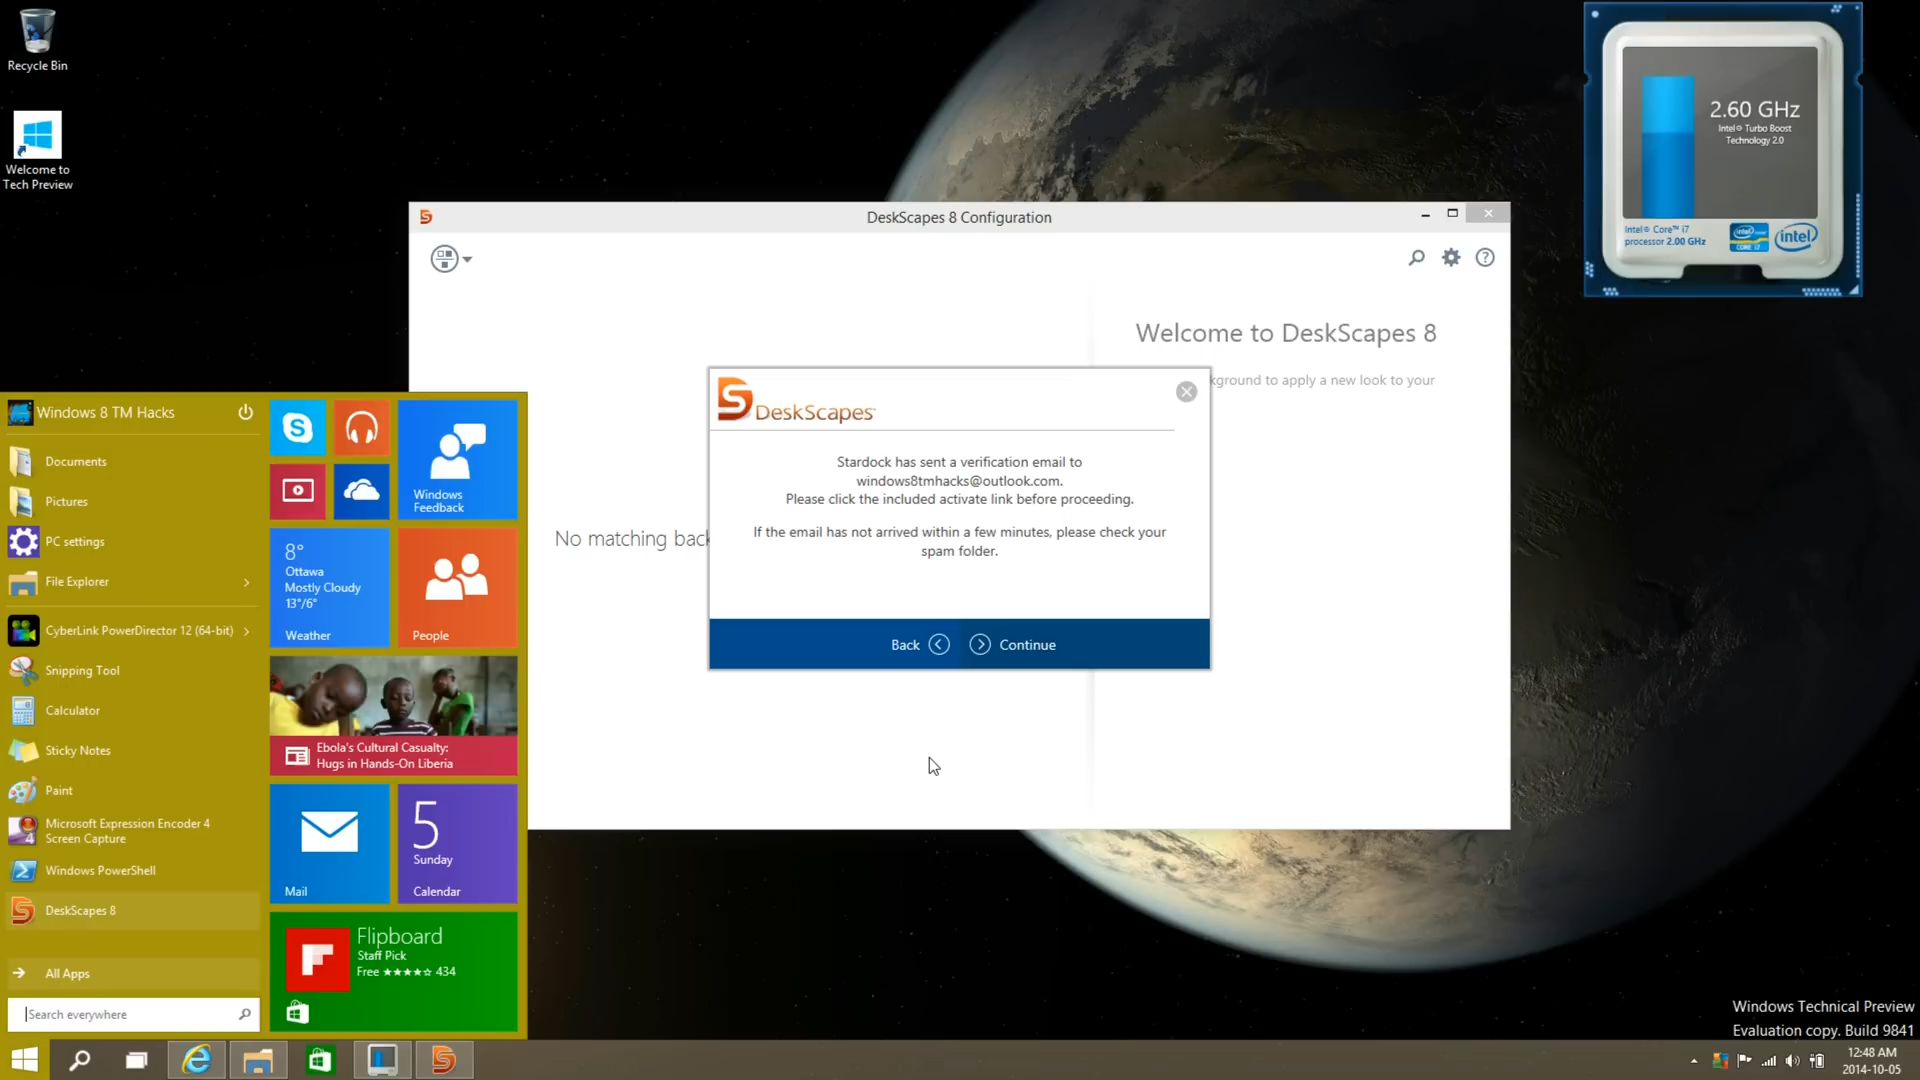 Recycle Bin
Welcome to
Tech Preview
2.60 GHz
Intel® Turbo Boost
Technology 2.0
Intel® Core™ i7
processor 2.00 GHz
intel
CORE i7
intel
DeskScapes 8 Configuration
Welcome to DeskScapes 8
kground to apply a new look to your
No matching back
DeskScapes™
Stardock has sent a verification email to
windows8tmhacks@outlook.com.
Please click the included activate link before proceeding.
If the email has not arrived within a few minutes, please check your
spam folder.
Back
Continue
Windows 8 TM Hacks
Documents
Pictures
PC settings
File Explorer
CyberLink PowerDirector 12 (64-bit)
Snipping Tool
Calculator
Sticky Notes
Paint
Microsoft Expression Encoder 4
Screen Capture
Windows PowerShell
DeskScapes 8
All Apps
Search everywhere
Windows
Feedback
8°
Ottawa
Mostly Cloudy
13°/6°
Weather
People
Ebola's Cultural Casualty:
Hugs in Hands-On Liberia
Mail
5
Sunday
Calendar
Flipboard
Staff Pick
Free ★★★★☆ 434
Windows Technical Preview
Evaluation copy. Build 9841
12:48 AM
2014-10-05